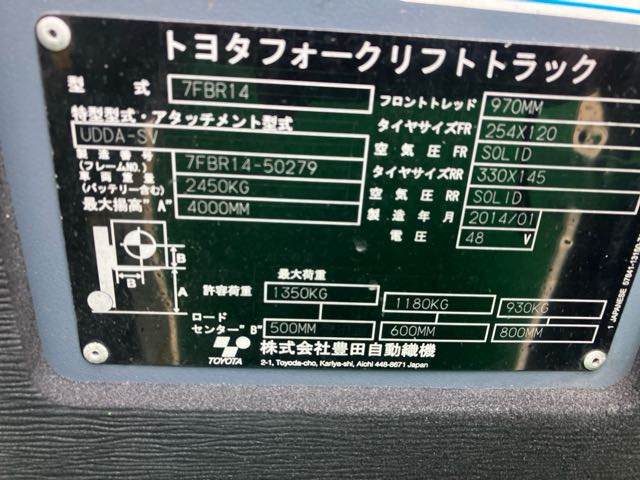 トヨタフォークリフトトラック
型式 7FBR14
特型型式・アタッチメント型式
UDDA-SV
製造番号
(フレームNO.) 7FBR14-50279
車両重量
(バッテリー含む) 2450KG
最大揚高"A" 4000MM
フロントトレッド 970MM
タイヤサイズFR 254X120
空気圧FR SOLID
タイヤサイズRR 330X145
空気圧RR SOLID
製造年月 2014/01
電圧 48 V
B
B
A
最大荷重
許容荷重 1350KG 1180KG 930KG
ロード
センター"B" 500MM 600MM 800MM
TOYOTA
株式会社豊田自動織機
2-1, Toyoda-cho, Kariya-shi, Aichi 448-8671 Japan
1 JAPANESE